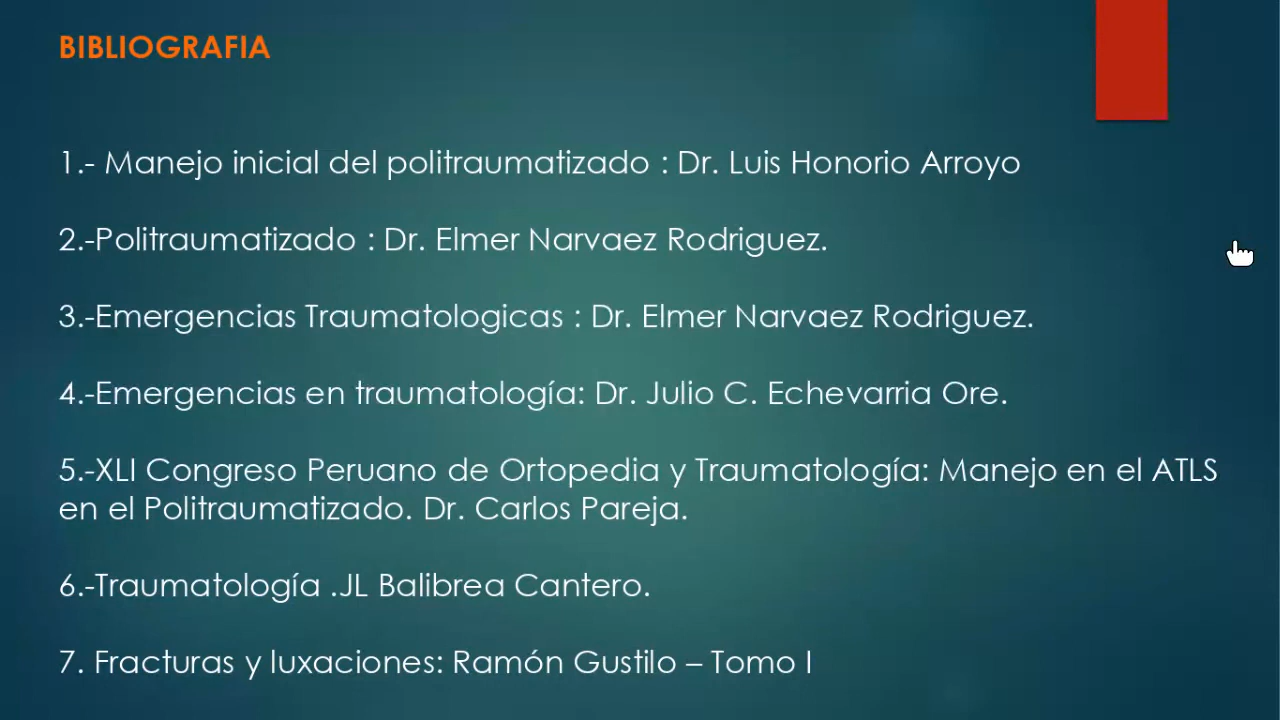 BIBLIOGRAFIA
1.- Manejo inicial del politraumatizado : Dr. Luis Honorio Arroyo
2.-Politraumatizado : Dr. Elmer Narvaez Rodriguez.
3.-Emergencias Traumatologicas : Dr. Elmer Narvaez Rodriguez.
4.-Emergencias en traumatología: Dr. Julio C. Echevarria Ore.
5.-XLI Congreso Peruano de Ortopedia y Traumatología: Manejo en el ATLS
en el Politraumatizado. Dr. Carlos Pareja.
6.-Traumatología .JL Balibrea Cantero.
7. Fracturas y luxaciones: Ramón Gustilo – Tomo I